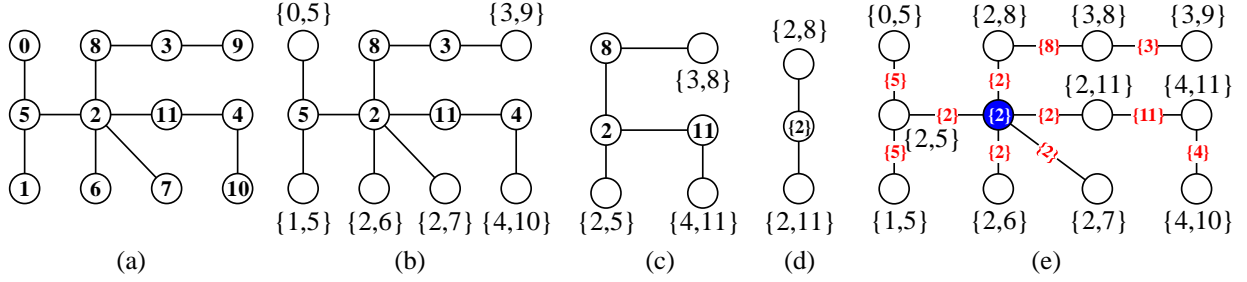 0 8 3 9
5 2 11 4
1 6 7 10
(a)
{0,5} {3,9}
8 3
5 2 11 4
{1,5} {2,6} {2,7} {4,10}
(b)
8
{3,8}
2 11
{2,5} {4,11}
(c)
{2,8}
{2}
{2,11}
(d)
{0,5} {2,8} {3,8} {3,9}
{8} {3}
{5} {2} {2,11} {4,11}
{2} {2} {2} {11}
{2,5}
{5} {2} {2} {4}
{1,5} {2,6} {2,7} {4,10}
(e)